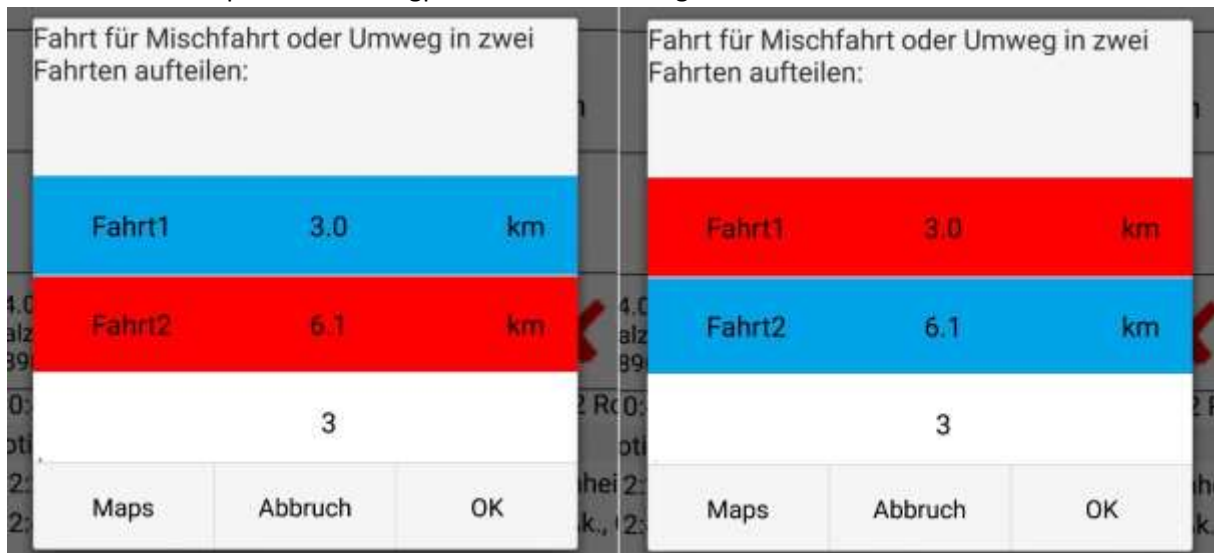 Fahrt für Mischfahrt oder Umweg in zwei
Fahrten aufteilen:
Fahrt1 3.0 km
Fahrt2 6.1 km
3
Maps Abbruch OK
Fahrt für Mischfahrt oder Umweg in zwei
Fahrten aufteilen:
Fahrt1 3.0 km
Fahrt2 6.1 km
3
Maps Abbruch OK